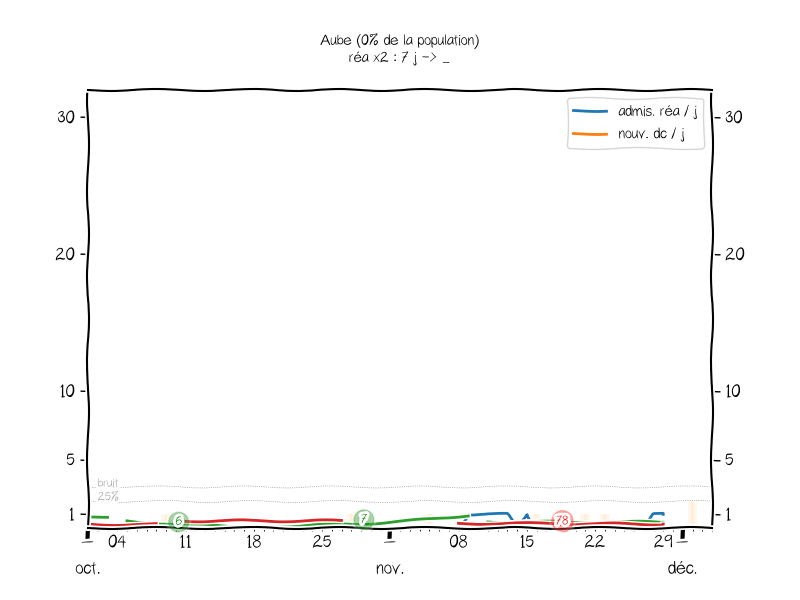 Aube (0% de la population)
réa x2 : 7 j -> _
admis. réa / j
nouv. dc / j
30
30
20
20
10
10
5
5
bruit
25%
1
1
6
7
78
04
11
18
25
08
15
22
29
oct.
nov.
déc.